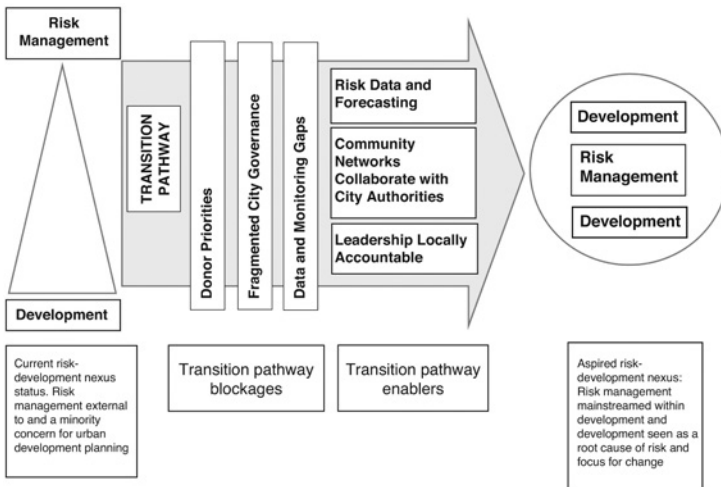 Risk
Management
Development
TRANSITION
PATHWAY
Donor Priorities
Fragmented City Governance
Data and Monitoring Gaps
Risk Data and
Forecasting
Community
Networks
Collaborate with
City Authorities
Leadership Locally
Accountable
Development
Risk
Management
Development
Current risk-
development nexus
status. Risk
management external
to and a minority
concern for urban
development planning
Transition pathway
blockages
Transition pathway
enablers
Aspired risk-
development nexus:
Risk management
mainstreamed within
development and
development seen as a
root cause of risk and
focus for change